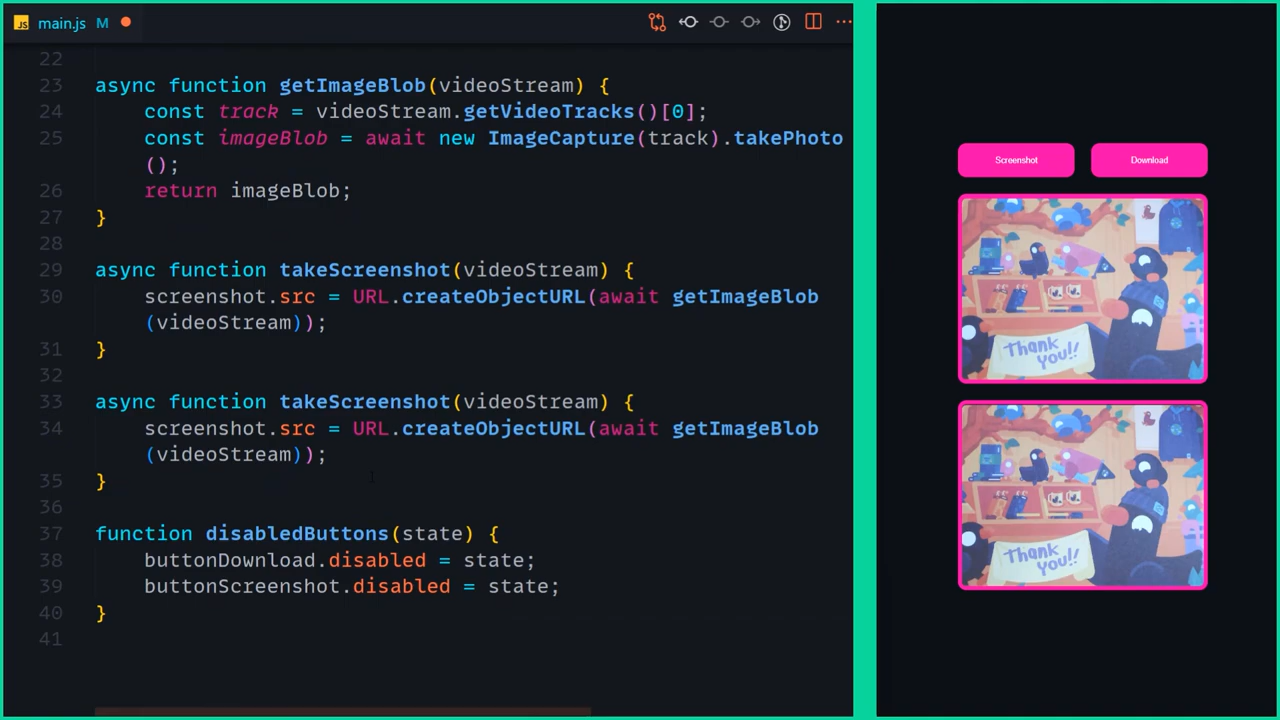 JS main.js M
22
23 async function getImageBlob(videoStream) {
24 const track = videoStream.getVideoTracks()[0];
25 const imageBlob = await new ImageCapture(track).takePhoto
();
26 return imageBlob;
27 }
28
29 async function takeScreenshot(videoStream) {
30 screenshot.src = URL.createObjectURL(await getImageBlob
(videoStream));
31 }
32
33 async function takeScreenshot(videoStream) {
34 screenshot.src = URL.createObjectURL(await getImageBlob
(videoStream));
35 }
36
37 function disabledButtons(state) {
38 buttonDownload.disabled = state;
39 buttonScreenshot.disabled = state;
40 }
41
Screenshot Download
Thank
You!!
Thank
You!!